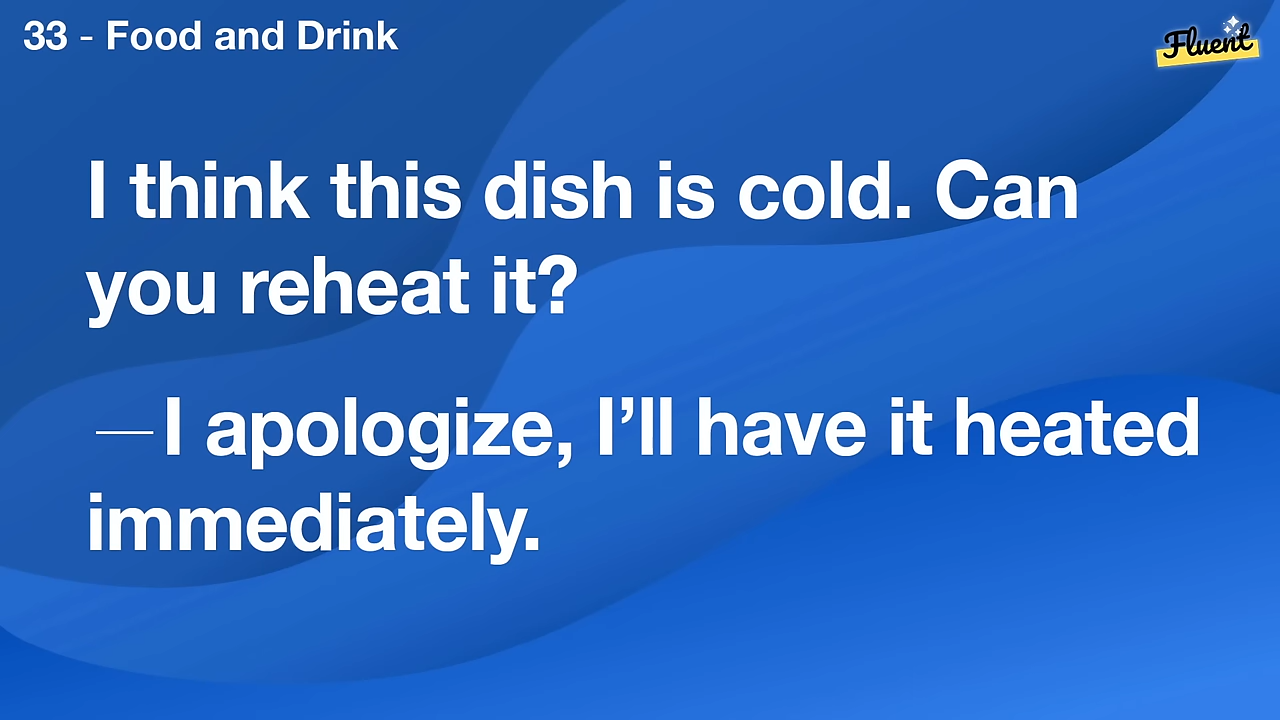 33 - Food and Drink
Fluent
I think this dish is cold. Can
you reheat it?
—I apologize, I’ll have it heated
immediately.